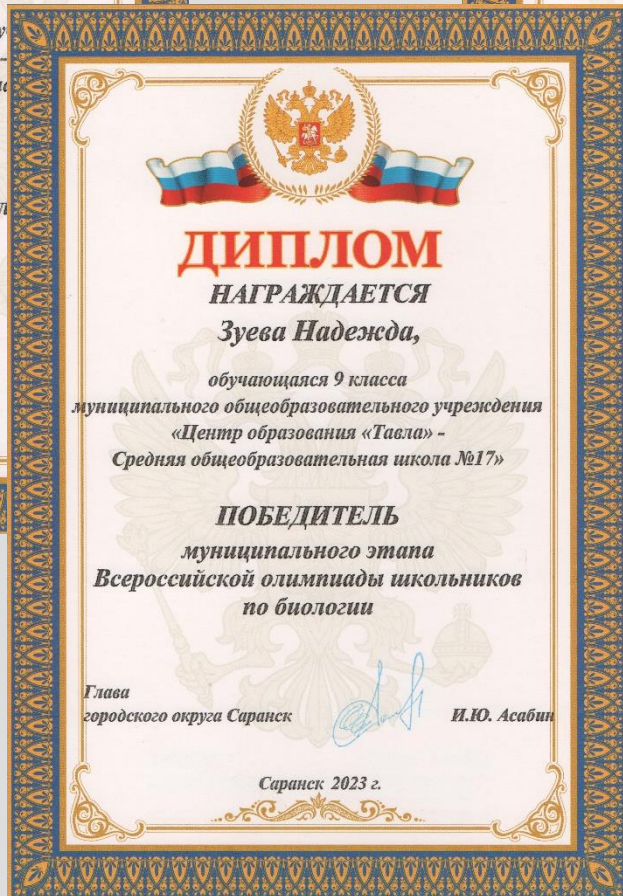 ДИПЛОМ
НАГРАЖДАЕТСЯ
Зуева Надежда,
обучающаяся 9 класса
муниципального общеобразовательного учреждения
«Центр образования «Тавла» -
Средняя общеобразовательная школа №17»
ПОБЕДИТЕЛЬ
муниципального этапа
Всероссийской олимпиады школьников
по биологии
Глава
городского округа Саранск
И.Ю. Асабин
Саранск 2023 г.